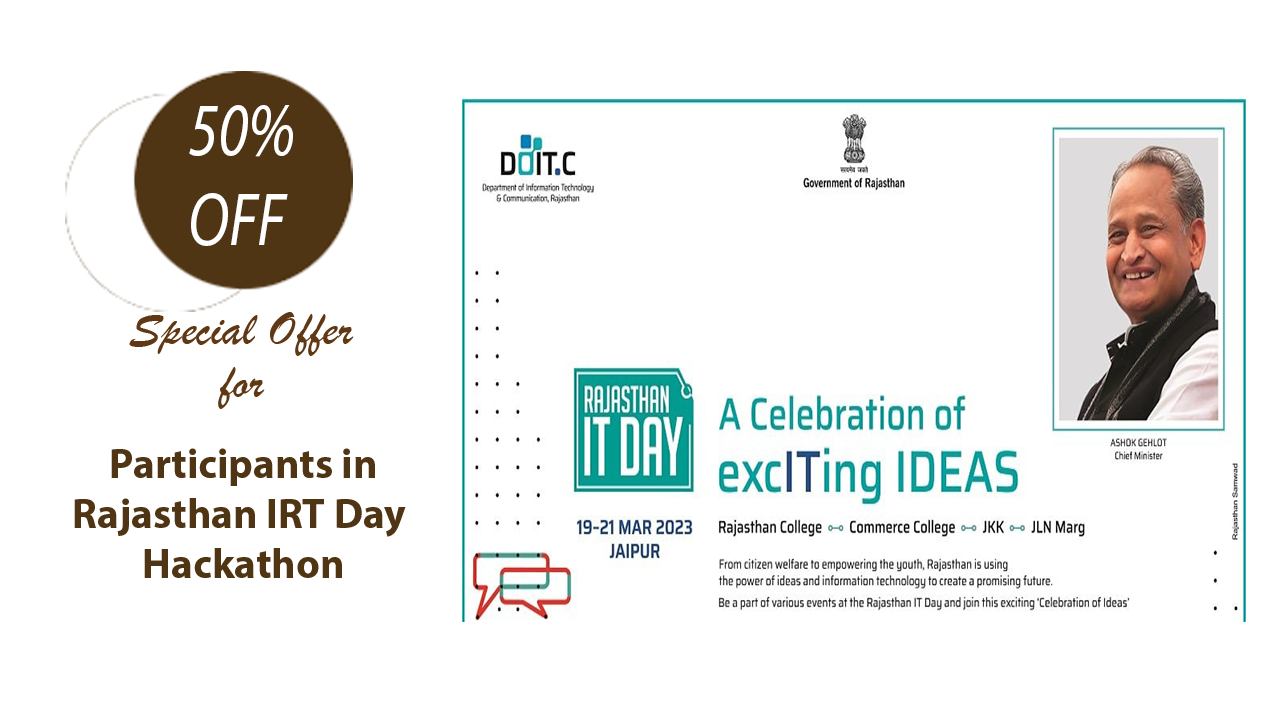 50%
OFF
Special Offer
for
Participants in
Rajasthan IRT Day
Hackathon
DOIT.C
Department of Information Technology
& Communication, Rajasthan
सत्यमेव जयते
Government of Rajasthan
ASHOK GEHLOT
Chief Minister
RAJASTHAN
IT DAY
19-21 MAR 2023
JAIPUR
A Celebration of
excITing IDEAS
Rajasthan College Commerce College JKK JLN Marg
From citizen welfare to empowering the youth, Rajasthan is using
the power of ideas and information technology to create a promising future.
Be a part of various events at the Rajasthan IT Day and join this exciting 'Celebration of Ideas'
Rajasthan Samwad